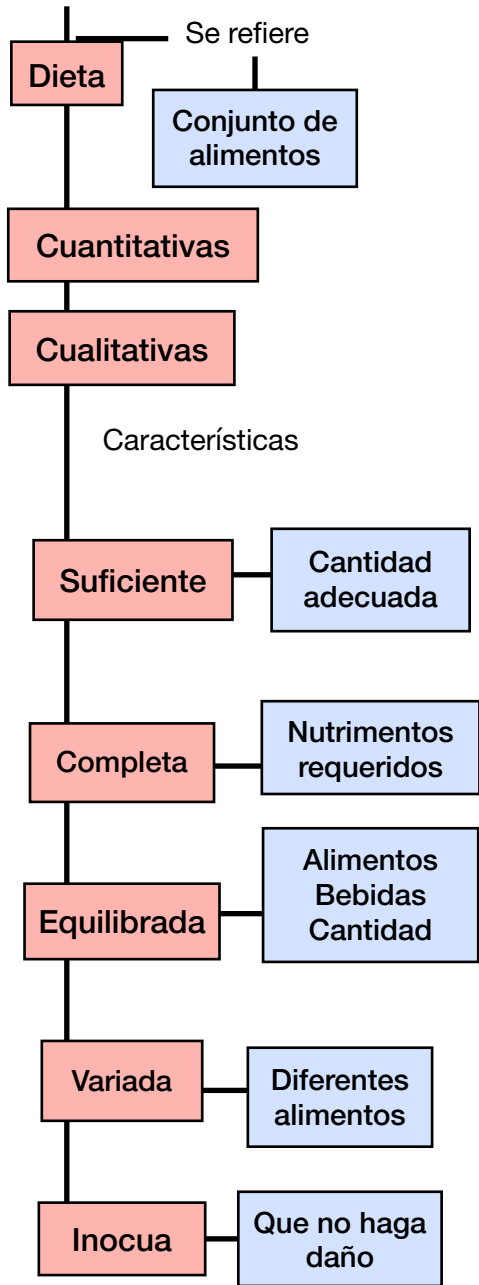 Se refiere
Dieta
Conjunto de
alimentos
Cuantitativas
Cualitativas
Característícas
Suficiente
Cantidad
adecuada
Completa
Nutrimentos
requeridos
Equilibrada
Alimentos
Bebidas
Cantidad
Variada
Diferentes
alimentos
Inocua
Que no haga
daño